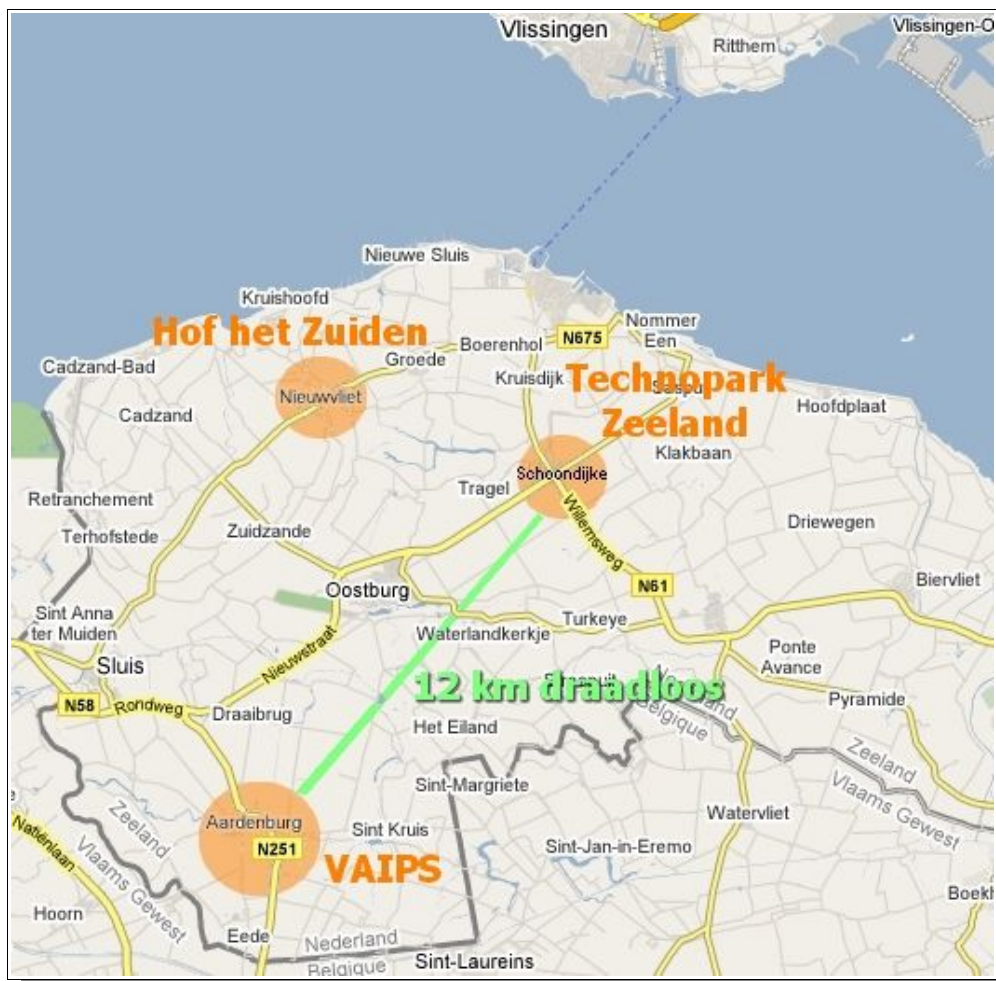 Vlissingen
Vlissingen-O
Ritthem
Nieuwe Sluis
Kruishoofd
Hof het Zuiden
Nommer
Een
N675
Boerenhol
Groede
Cadzand-Bad
Kruisdijk
Technopark
Zeeland
Nieuwvliet
Hoofdplaat
Cadzand
Klakbaan
Schoondijke
Tragel
Retranchement
Willemsweg
Driewegen
Terhofstede
Zuidzande
Biervliet
N61
Oostburg
Sint Anna
ter Muiden
Turkeye
Waterlandkerkje
Nieuwstraat
Ponte
Avance
Sluis
12 km draadloos
Pyramide
N58
Rondweg
Draaibrug
Nederland
Belgique
Het Eiland
Zeeland
Vlaams Gewest
Sint-Margriete
Watervliet
Zeeland
Vlaams Gewest
Aardenburg
Sint Kruis
N251
Natiënlaan
Sint-Jan-in-Eremo
VAIPS
Boekh
Hoorn
Eede
Nederland
Belgique
Sint-Laureins